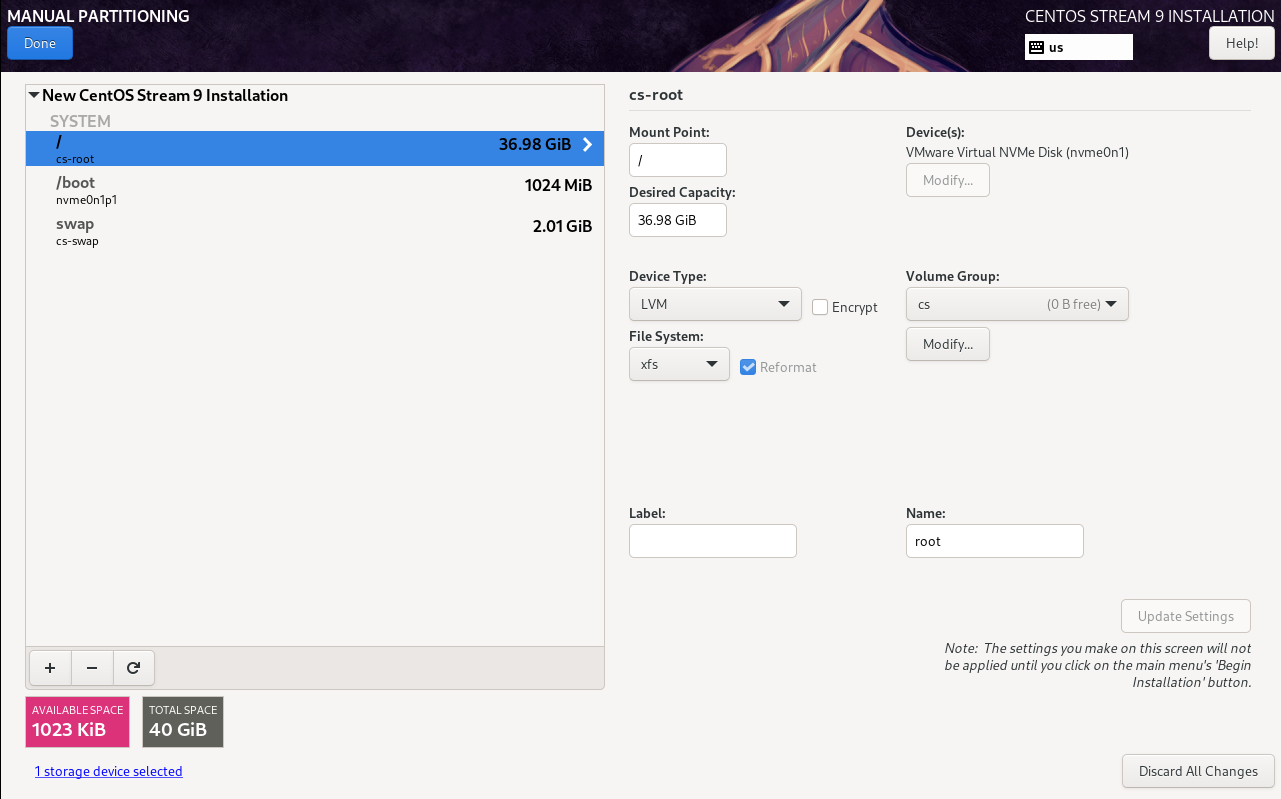 MANUAL PARTITIONING
CENTOS STREAM 9 INSTALLATION
Done
us
Help!
New CentOS Stream 9 Installation
SYSTEM
/
36.98 GiB
cs-root
/boot
1024 MiB
nvme0n1p1
swap
2.01 GiB
cs-swap
cs-root
Mount Point:
/
Desired Capacity:
36.98 GiB
Device(s):
VMware Virtual NVMe Disk (nvme0n1)
Modify...
Device Type:
LVM
Encrypt
Volume Group:
cs (0 B free)
Modify...
File System:
xfs
Reformat
Label:
Name:
root
Update Settings
Note:  The settings you make on this screen will not
be applied until you click on the main menu's 'Begin
Installation' button.
AVAILABLE SPACE
1023 KiB
TOTAL SPACE
40 GiB
1 storage device selected
Discard All Changes